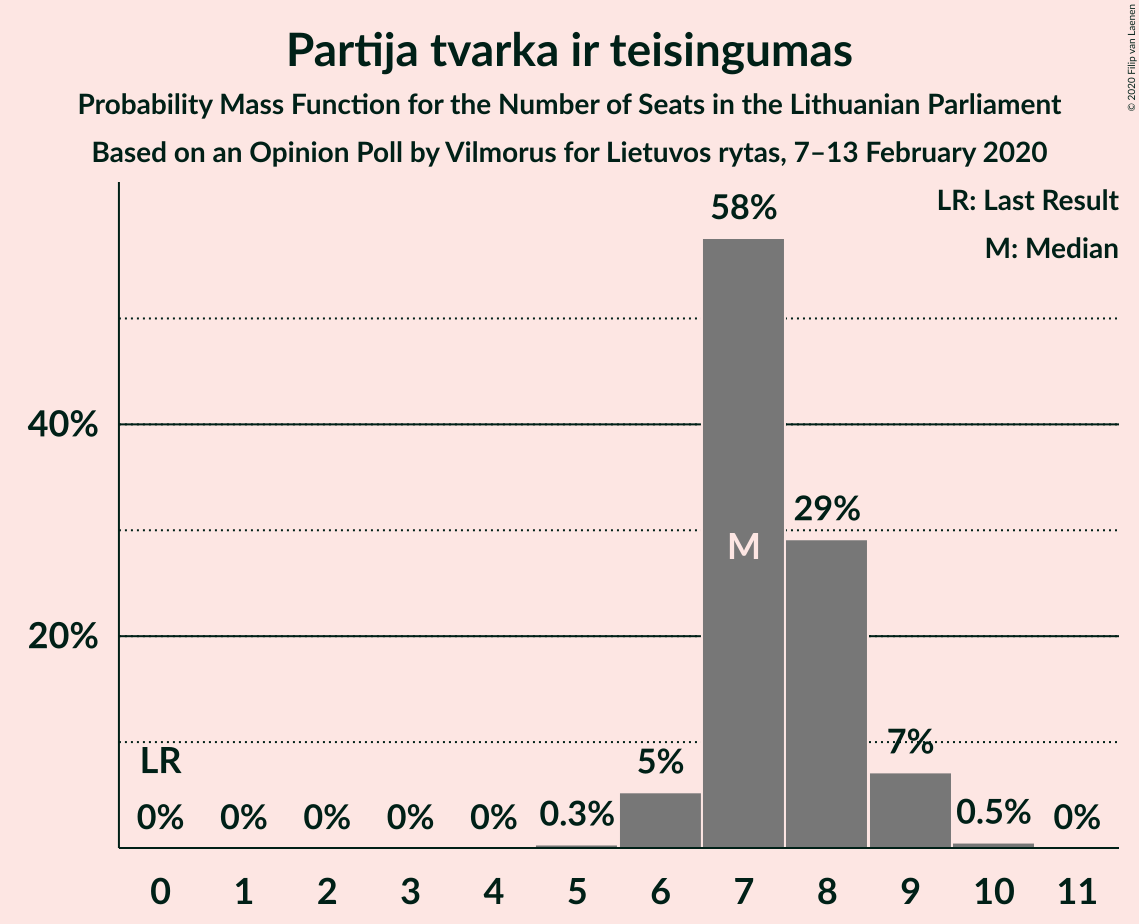 Partija tvarka ir teisingumas
Probability Mass Function for the Number of Seats in the Lithuanian Parliament
Based on an Opinion Poll by Vilmorus for Lietuvos rytas, 7–13 February 2020
© 2020 Filip van Laenen
LR: Last Result
M: Median
58%
40%
29%
M
20%
LR
0% 0% 0% 0% 0% 0.3% 5% 7% 0.5% 0%
0 1 2 3 4 5 6 7 8 9 10 11